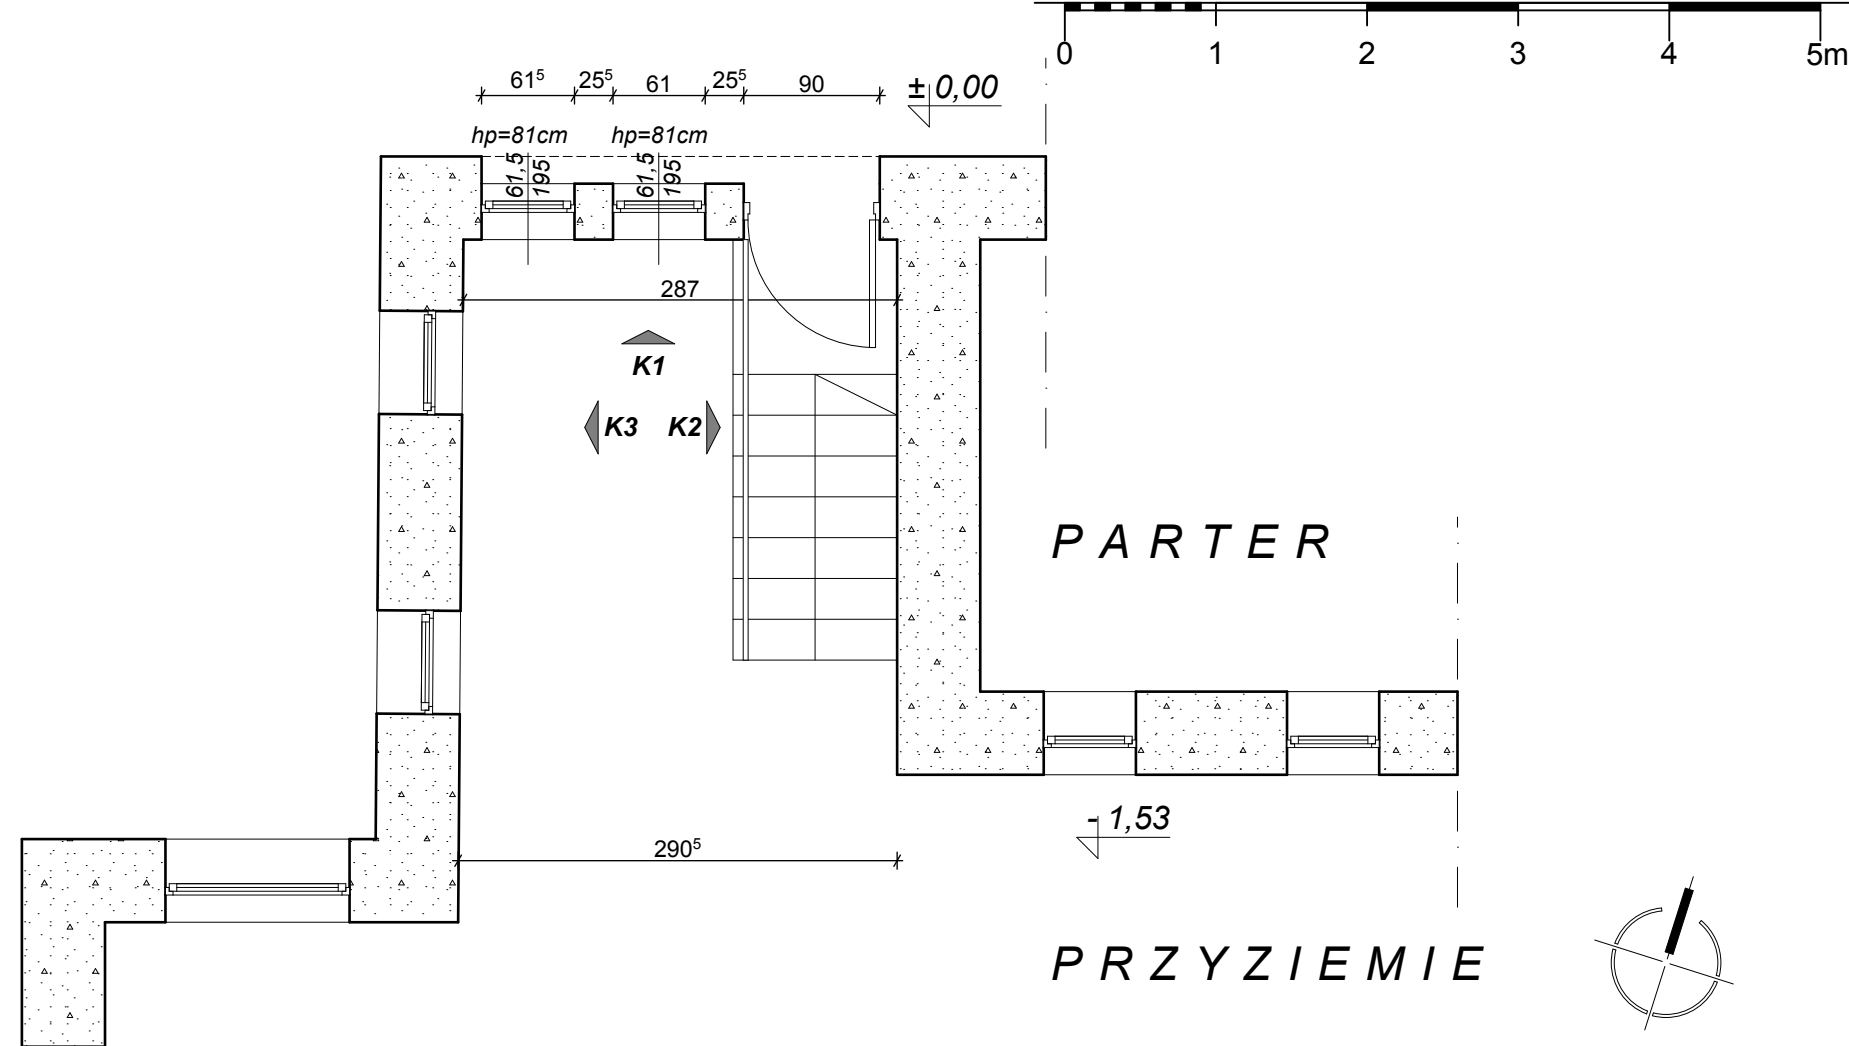 0 1 2 3 4 5m
61⁵ 25⁵ 61 25⁵ 90
± 0,00
hp=81cm hp=81cm
61,5
195
61,5
195
287
K1
K3 K2
PARTER
- 1,53
290⁵
PRZYZIEMIE